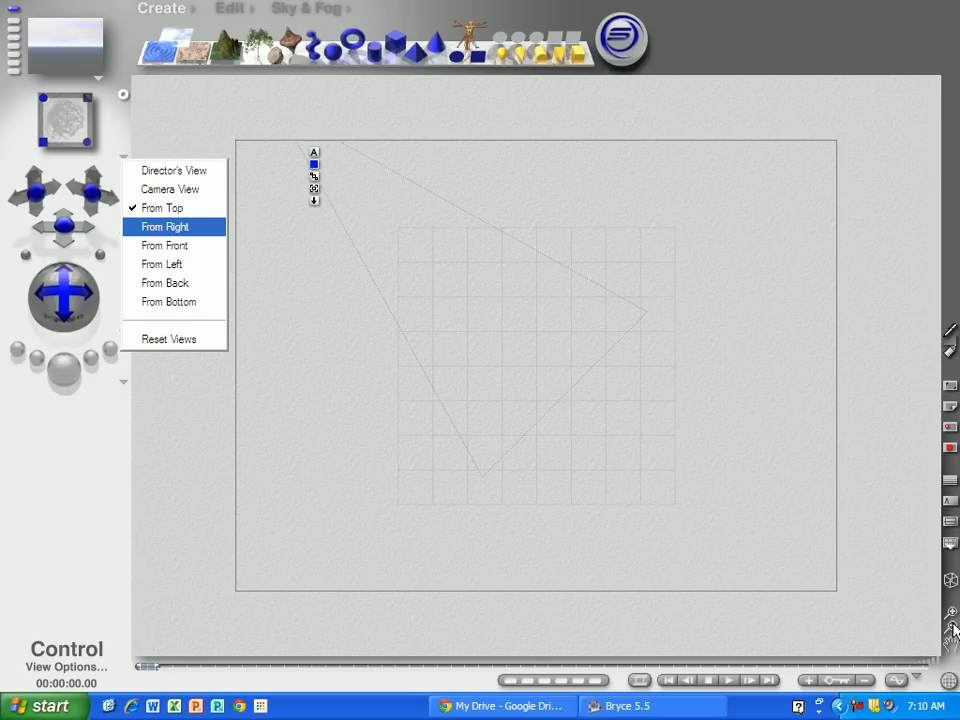 Create
Edit
Sky & Fog
A
Director's View
Camera View
From Top
From Right
From Front
From Left
From Back
From Bottom
Reset Views
Control
View Options...
00:00:00.00
A
start
My Drive - Google Dri...
Bryce 5.5
7:10 AM